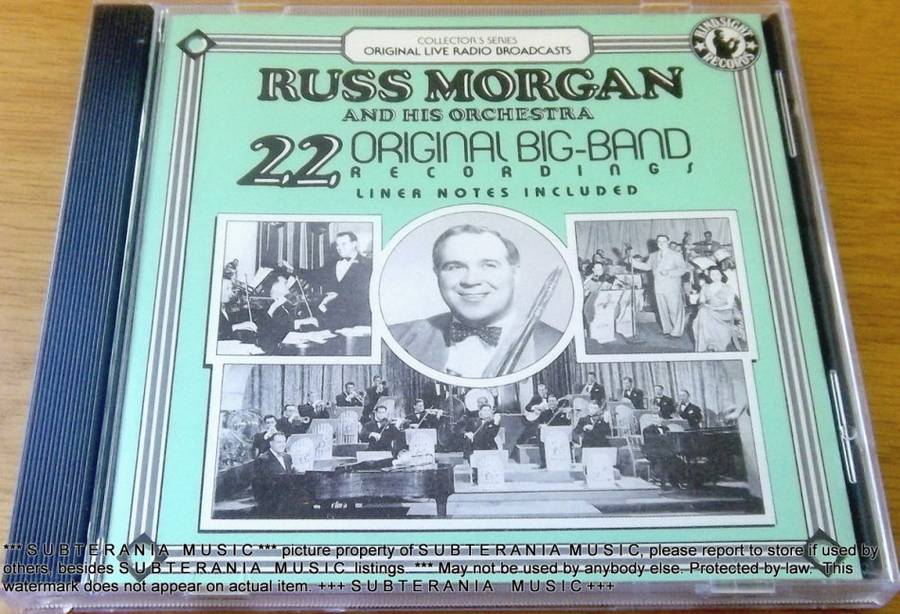 COLLECTOR'S SERIES
ORIGINAL LIVE RADIO BROADCASTS
HINDSIGHT RECORDS
RUSS MORGAN
AND HIS ORCHESTRA
22 ORIGINAL BIG-BAND
RECORDINGS
LINER NOTES INCLUDED
*** S U B T E R A N I A   M U S I C *** picture property of S U B T E R A N I A  M U S I C, please report to store if used by
others, besides S U B T E R A N I A   M U S I C  listings. *** May not be used by anybody else. Protected by law.  This
watermark does not appear on actual item. +++ S U B T E R A N I A   M U S I C +++